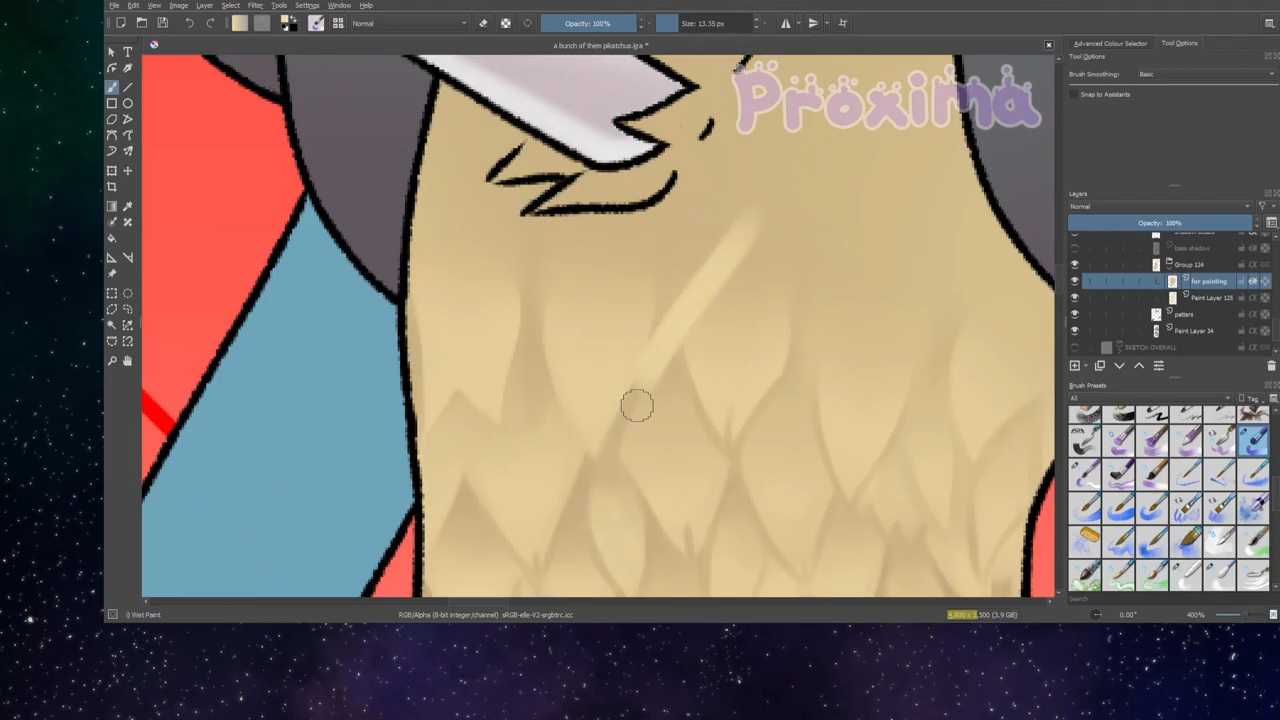 File Edit View Image Layer Select Filter Tools Settings Window Help
Normal Opacity: 100% Size: 13.35 px
a bunch of them pikatchus.kra *
Advanced Colour Selector Tool Options
Tool Options
Brush Smoothing: Basic
Snap to Assistants
Proxima
Layers
Normal
Opacity: 100%
base shadow
Group 124
for painting
Paint Layer 125
petters
Paint Layer 34
SKETCH OVERALL
Brush Presets
All Tag
Search
i) Wet Paint RGB/Alpha (8-bit integer/channel) sRGB-elle-V2-srgbtrc.icc (3.9 GiB) 0.00° 400%